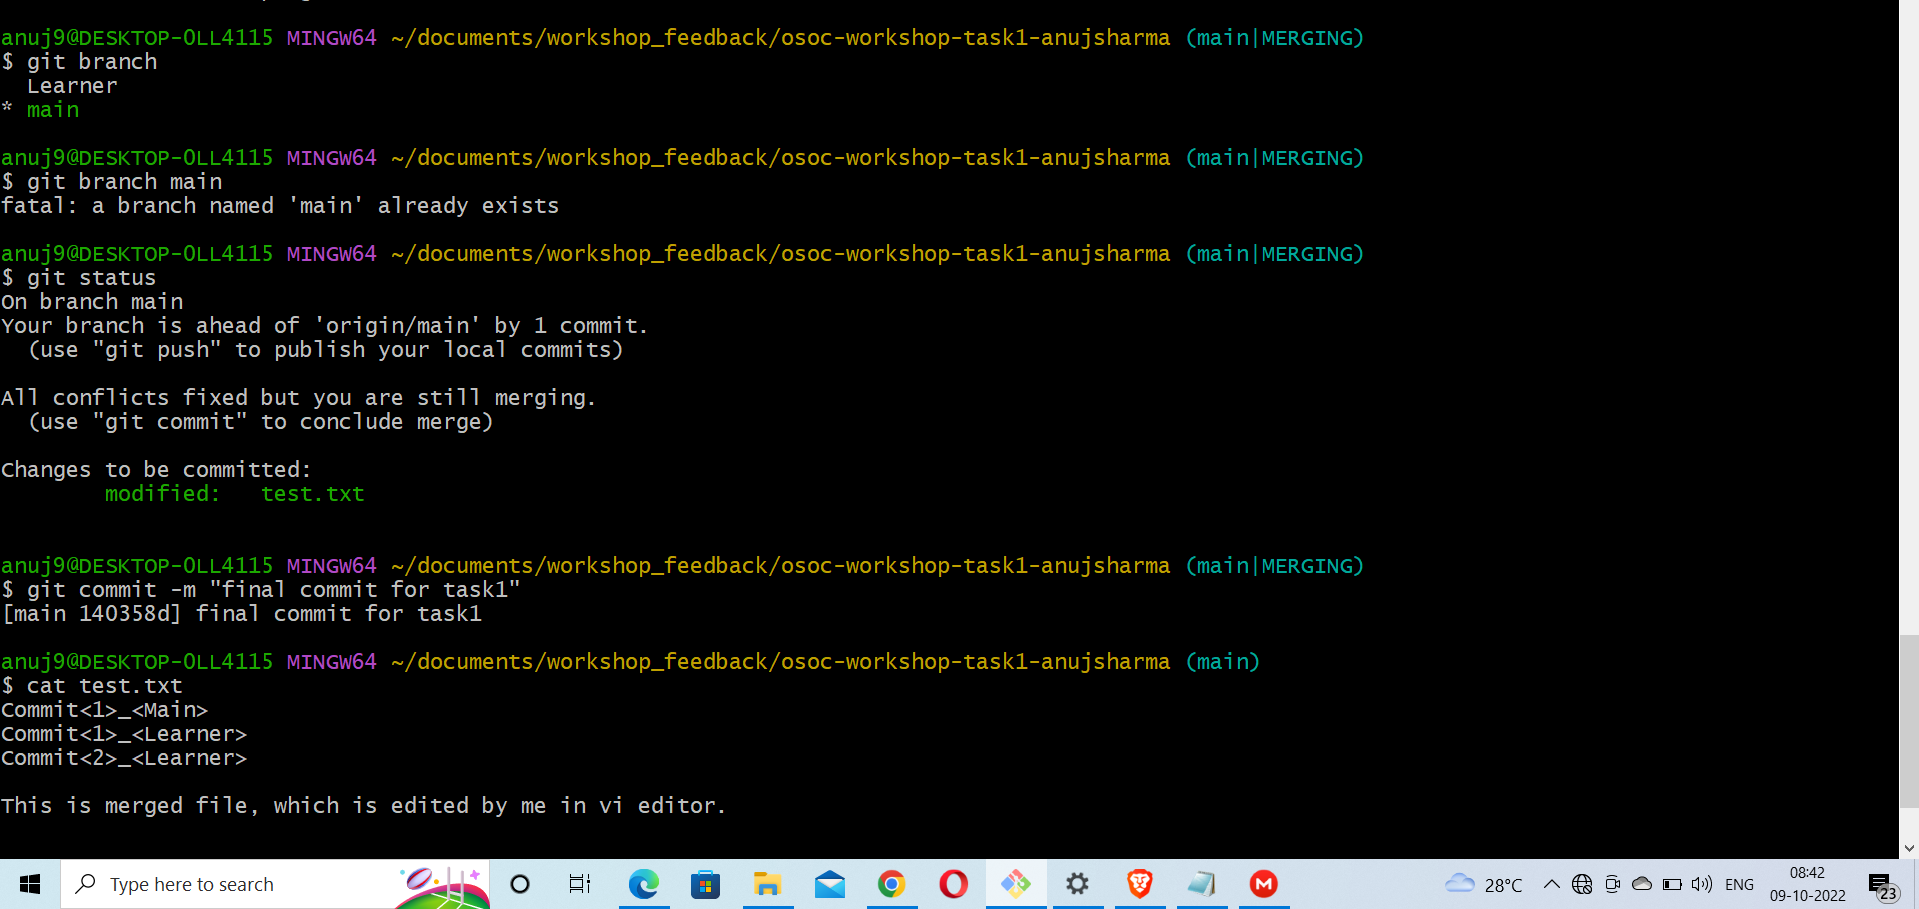 anuj9@DESKTOP-0LL4115 MINGW64 ~/documents/workshop_feedback/osoc-workshop-task1-anujsharma (main|MERGING)
$ git branch
  Learner
* main

anuj9@DESKTOP-0LL4115 MINGW64 ~/documents/workshop_feedback/osoc-workshop-task1-anujsharma (main|MERGING)
$ git branch main
fatal: a branch named 'main' already exists

anuj9@DESKTOP-0LL4115 MINGW64 ~/documents/workshop_feedback/osoc-workshop-task1-anujsharma (main|MERGING)
$ git status
On branch main
Your branch is ahead of 'origin/main' by 1 commit.
  (use "git push" to publish your local commits)

All conflicts fixed but you are still merging.
  (use "git commit" to conclude merge)

Changes to be committed:
        modified:   test.txt

anuj9@DESKTOP-0LL4115 MINGW64 ~/documents/workshop_feedback/osoc-workshop-task1-anujsharma (main|MERGING)
$ git commit -m "final commit for task1"
[main 140358d] final commit for task1

anuj9@DESKTOP-0LL4115 MINGW64 ~/documents/workshop_feedback/osoc-workshop-task1-anujsharma (main)
$ cat test.txt
Commit<1>_<Main>
Commit<1>_<Learner>
Commit<2>_<Learner>

This is merged file, which is edited by me in vi editor.

Type here to search
28°C
ENG
08:42
09-10-2022
23